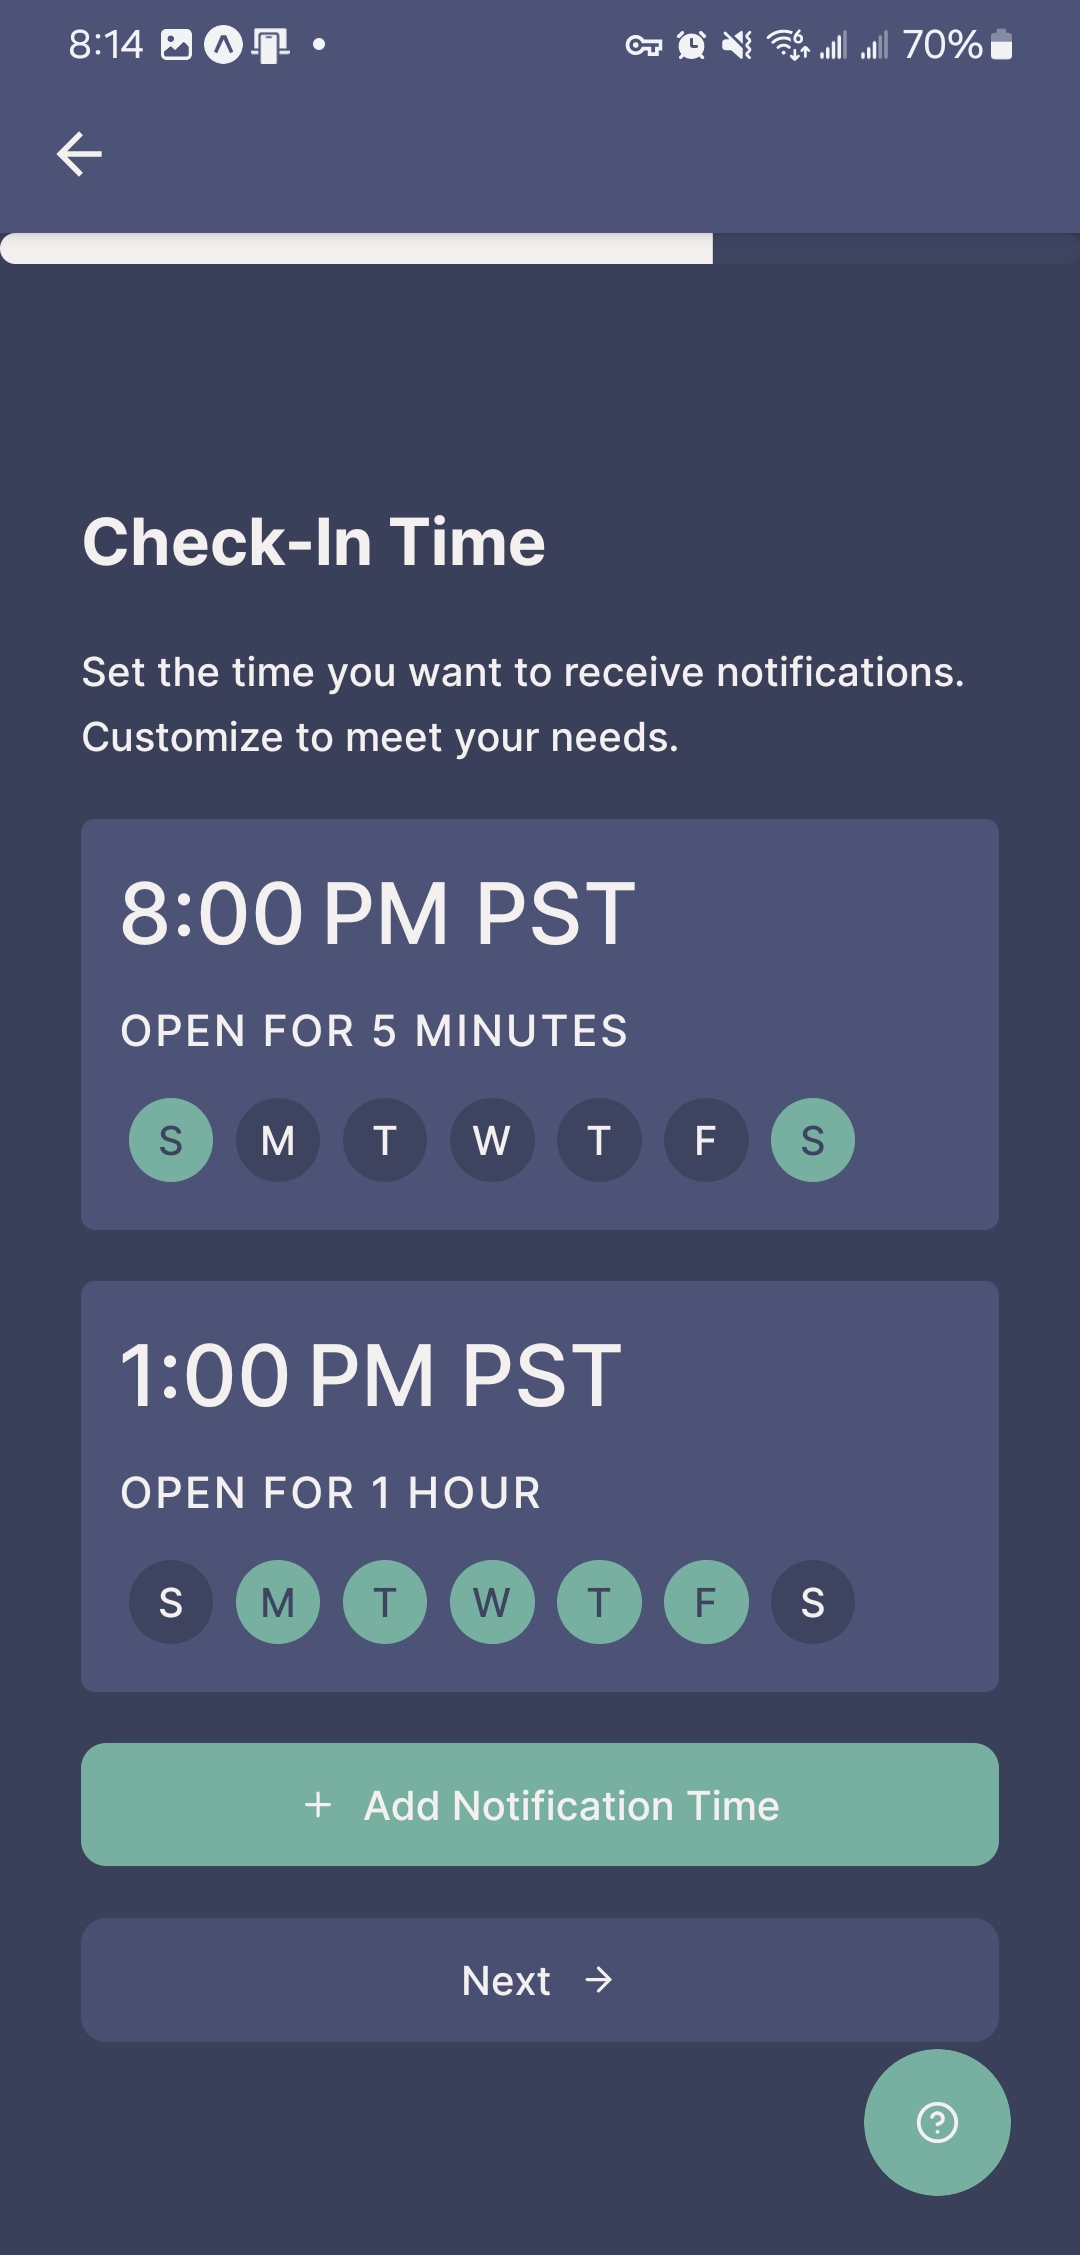 8:14
6 70%
Check-In Time
Set the time you want to receive notifications.
Customize to meet your needs.
8:00 PM PST
OPEN FOR 5 MINUTES
S M T W T F S
1:00 PM PST
OPEN FOR 1 HOUR
S M T W T F S
+ Add Notification Time
Next →
?